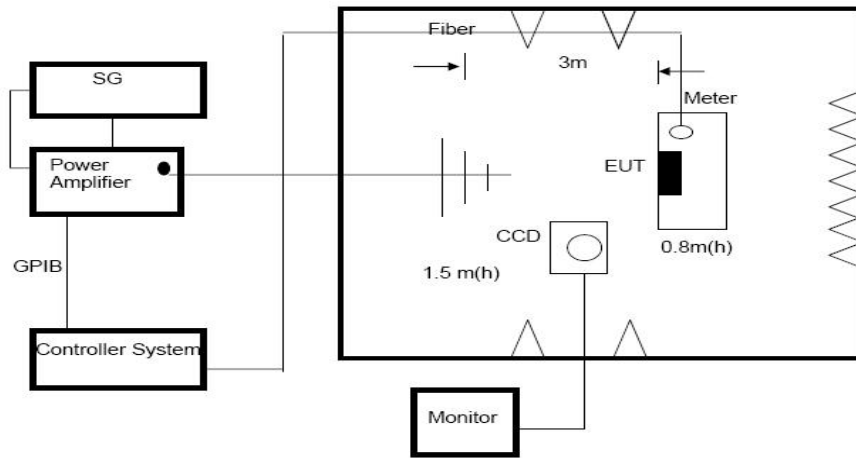 Fiber
3m
SG
Meter
Power
Amplifier
EUT
CCD
0.8m(h)
GPIB
1.5 m(h)
Controller System
Monitor